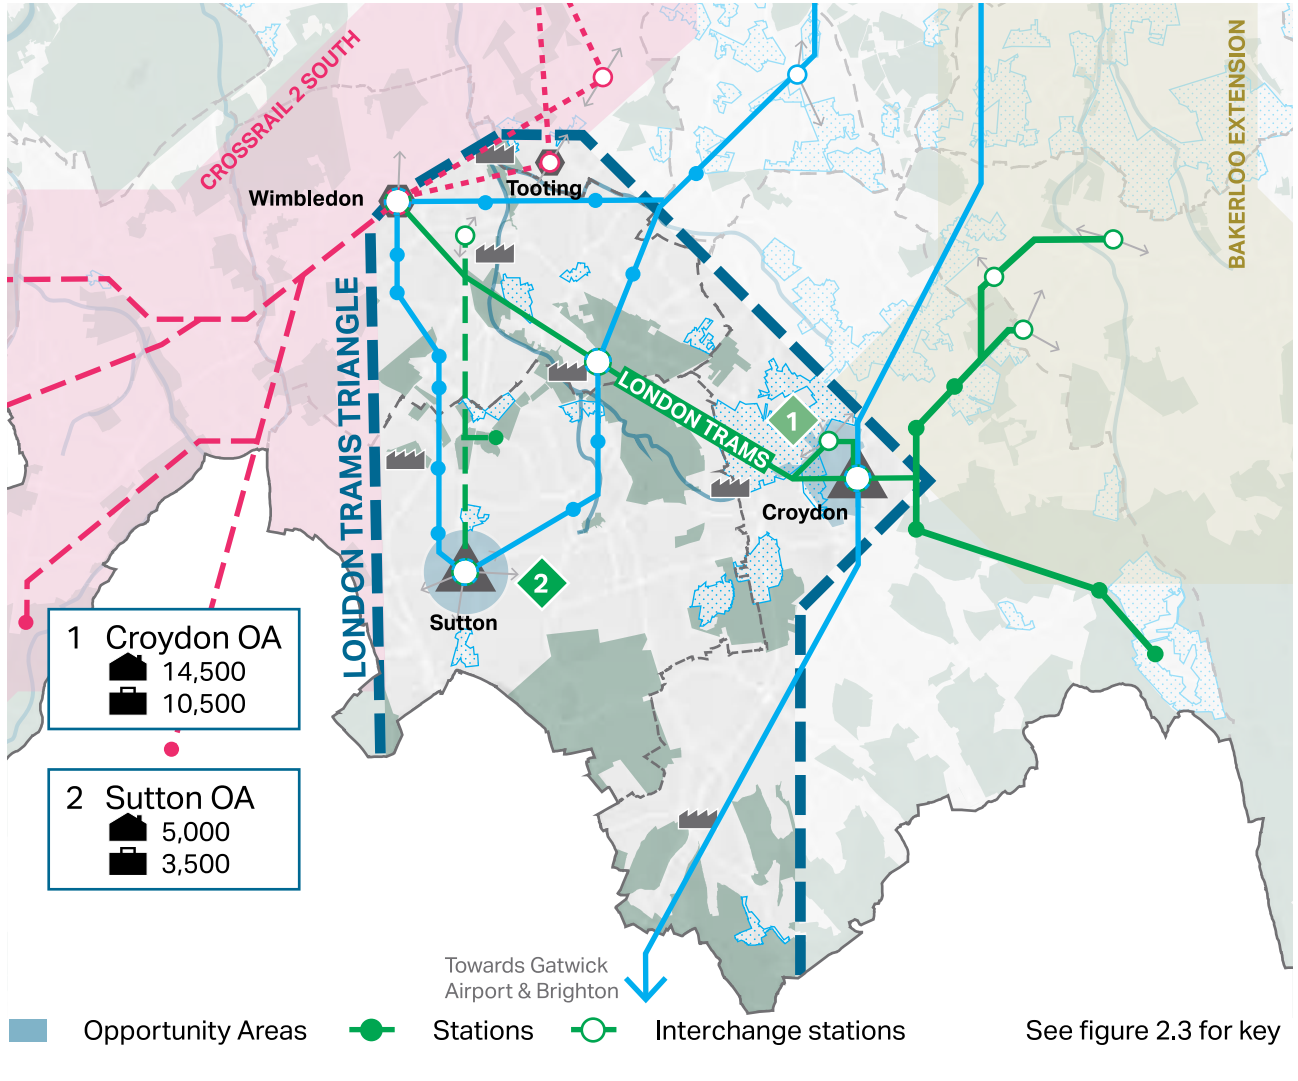 CROSSRAIL 2 SOUTH
BAKERLOO EXTENSION
Wimbledon
Tooting
LONDON TRAMS TRIANGLE
LONDON TRAMS
1
Croydon
2
Sutton
1 Croydon OA
14,500
10,500
2 Sutton OA
5,000
3,500
Towards Gatwick
Airport & Brighton
Opportunity Areas
Stations
Interchange stations
See figure 2.3 for key